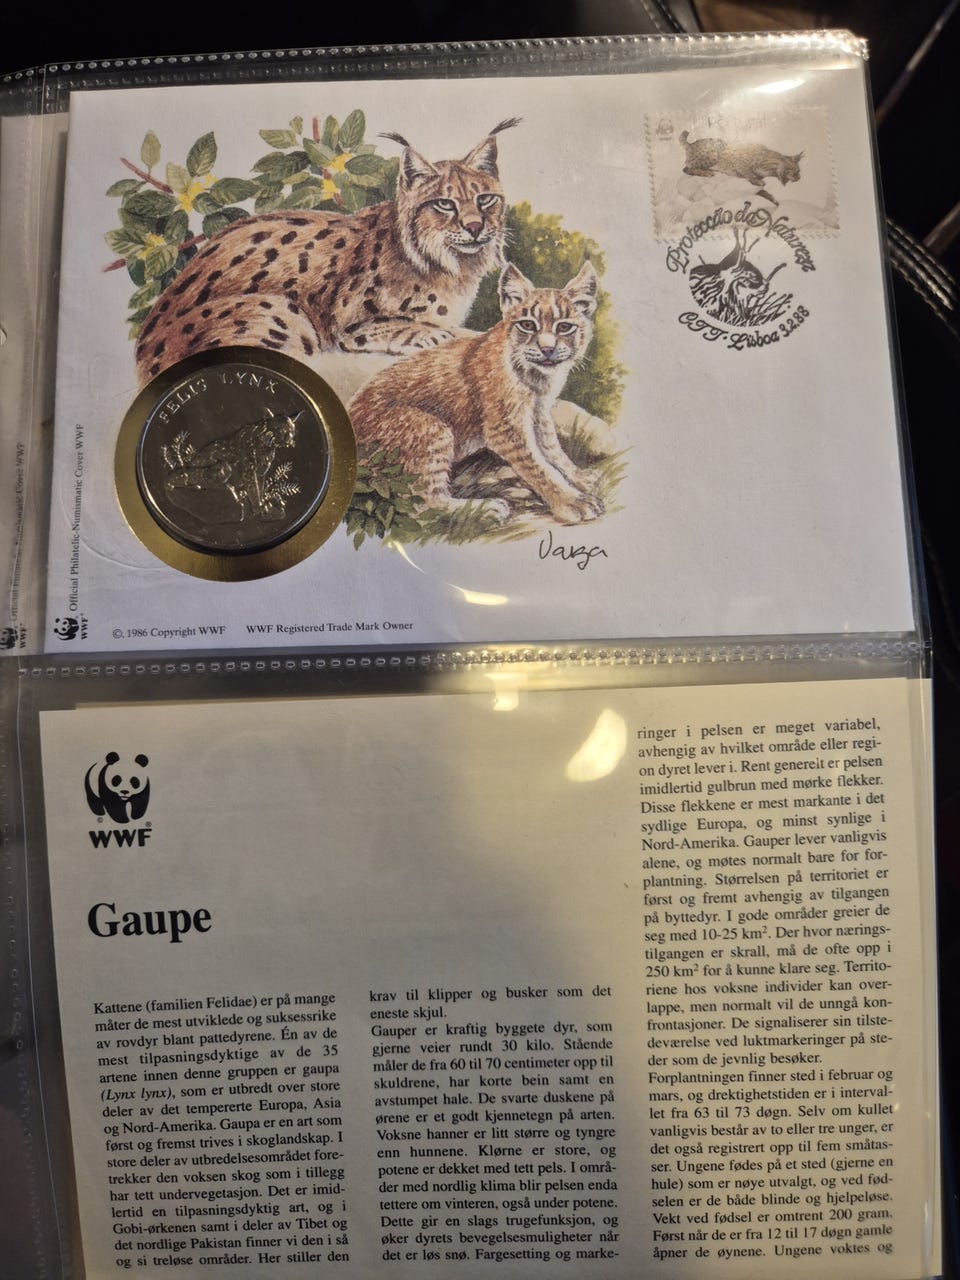 Portugal
Protecção da Natureza
CTT · Lisboa 3.2.88
FELIS LYNX
Varga
Official Philatelic-Numismatic Cover WWF
WWF
©, 1986 Copyright WWF WWF Registered Trade Mark Owner
WWF
Gaupe
Kattene (familien Felidae) er på mange
måter de mest utviklede og suksessrike
av rovdyr blant pattedyrene. Én av de
mest tilpasningsdyktige av de 35
artene innen denne gruppen er gaupa
(Lynx lynx), som er utbredt over store
deler av det tempererte Europa, Asia
og Nord-Amerika. Gaupa er en art som
først og fremst trives i skoglandskap. I
store deler av utbredelsesområdet fore-
trekker den voksen skog som i tillegg
har tett undervegetasjon. Det er imid-
lertid en tilpasningsdyktig art, og i
Gobi-ørkenen samt i deler av Tibet og
det nordlige Pakistan finner vi den i så
og si treløse områder. Her stiller den
krav til klipper og busker som det
eneste skjul.
Gauper er kraftig byggete dyr, som
gjerne veier rundt 30 kilo. Stående
måler de fra 60 til 70 centimeter opp til
skuldrene, har korte bein samt en
avstumpet hale. De svarte duskene på
ørene er et godt kjennetegn på arten.
Voksne hanner er litt større og tyngre
enn hunnene. Klørne er store, og
potene er dekket med tett pels. I områ-
der med nordlig klima blir pelsen enda
tettere om vinteren, også under potene.
Dette gir en slags trugefunksjon, og
øker dyrets bevegelsesmuligheter når
det er løs snø. Fargesetting og marke-
ringer i pelsen er meget variabel,
avhengig av hvilket område eller regi-
on dyret lever i. Rent generelt er pelsen
imidlertid gulbrun med mørke flekker.
Disse flekkene er mest markante i det
sydlige Europa, og minst synlige i
Nord-Amerika. Gauper lever vanligvis
alene, og møtes normalt bare for for-
plantning. Størrelsen på territoriet er
først og fremt avhengig av tilgangen
på byttedyr. I gode områder greier de
seg med 10-25 km². Der hvor nærings-
tilgangen er skrall, må de ofte opp i
250 km² for å kunne klare seg. Territo-
riene hos voksne individer kan over-
lappe, men normalt vil de unngå kon-
frontasjoner. De signaliserer sin tilste-
deværelse ved luktmarkeringer på ste-
der som de jevnlig besøker.
Forplantningen finner sted i februar og
mars, og drektighetstiden er i interval-
let fra 63 til 73 døgn. Selv om kullet
vanligvis består av to eller tre unger, er
det også registrert opp til fem småtas-
ser. Ungene fødes på et sted (gjerne en
hule) som er nøye utvalgt, og ved fød-
selen er de både blinde og hjelpeløse.
Vekt ved fødsel er omtrent 200 gram.
Først når de er fra 12 til 17 døgn gamle
åpner de øynene. Ungene voktes og